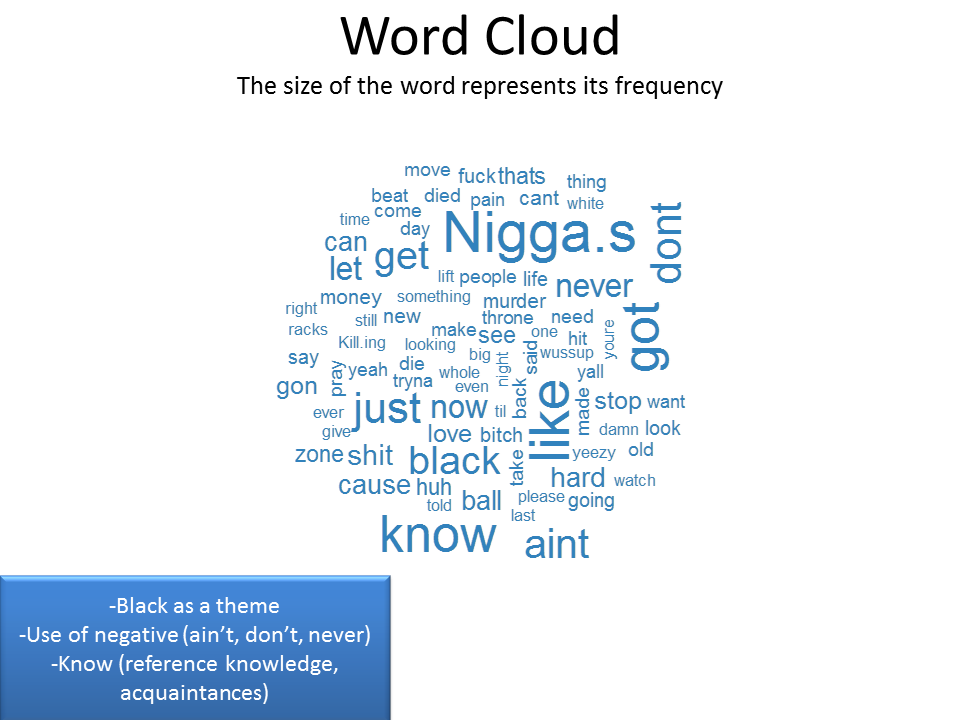 Word Cloud
The size of the word represents its frequency
move fuck thats thing
beat died pain cant white
time come
day
can get Nigga.s dont
let
lift people life never
money something murder
right still new throne need got
racks make see one hit youre
Kill.ing looking said wussup
say big night
yeah die whole yall
gon pray tryna even back made stop want
just now til like
ever
give love bitch damn look
zone shit black take yeezy old
cause huh hard watch
told ball please going
last
know aint
-Black as a theme
-Use of negative (ain’t, don’t, never)
-Know (reference knowledge,
acquaintances)